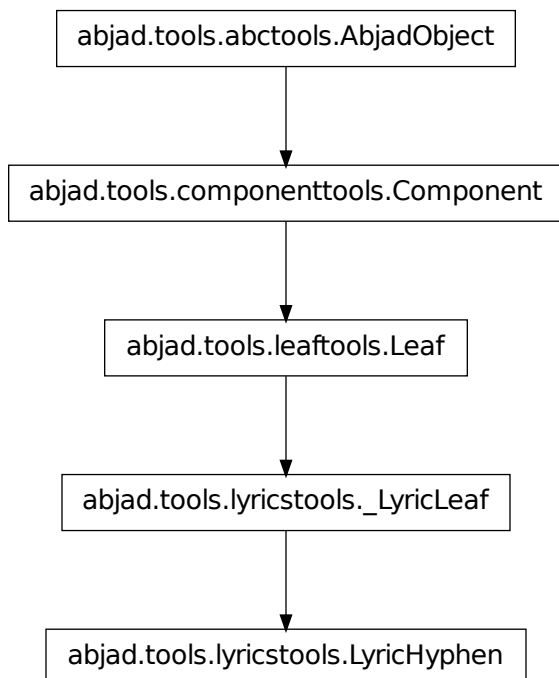 abjad.tools.abctools.AbjadObject
abjad.tools.componenttools.Component
abjad.tools.leaftools.Leaf
abjad.tools.lyricstools._LyricLeaf
abjad.tools.lyricstools.LyricHyphen